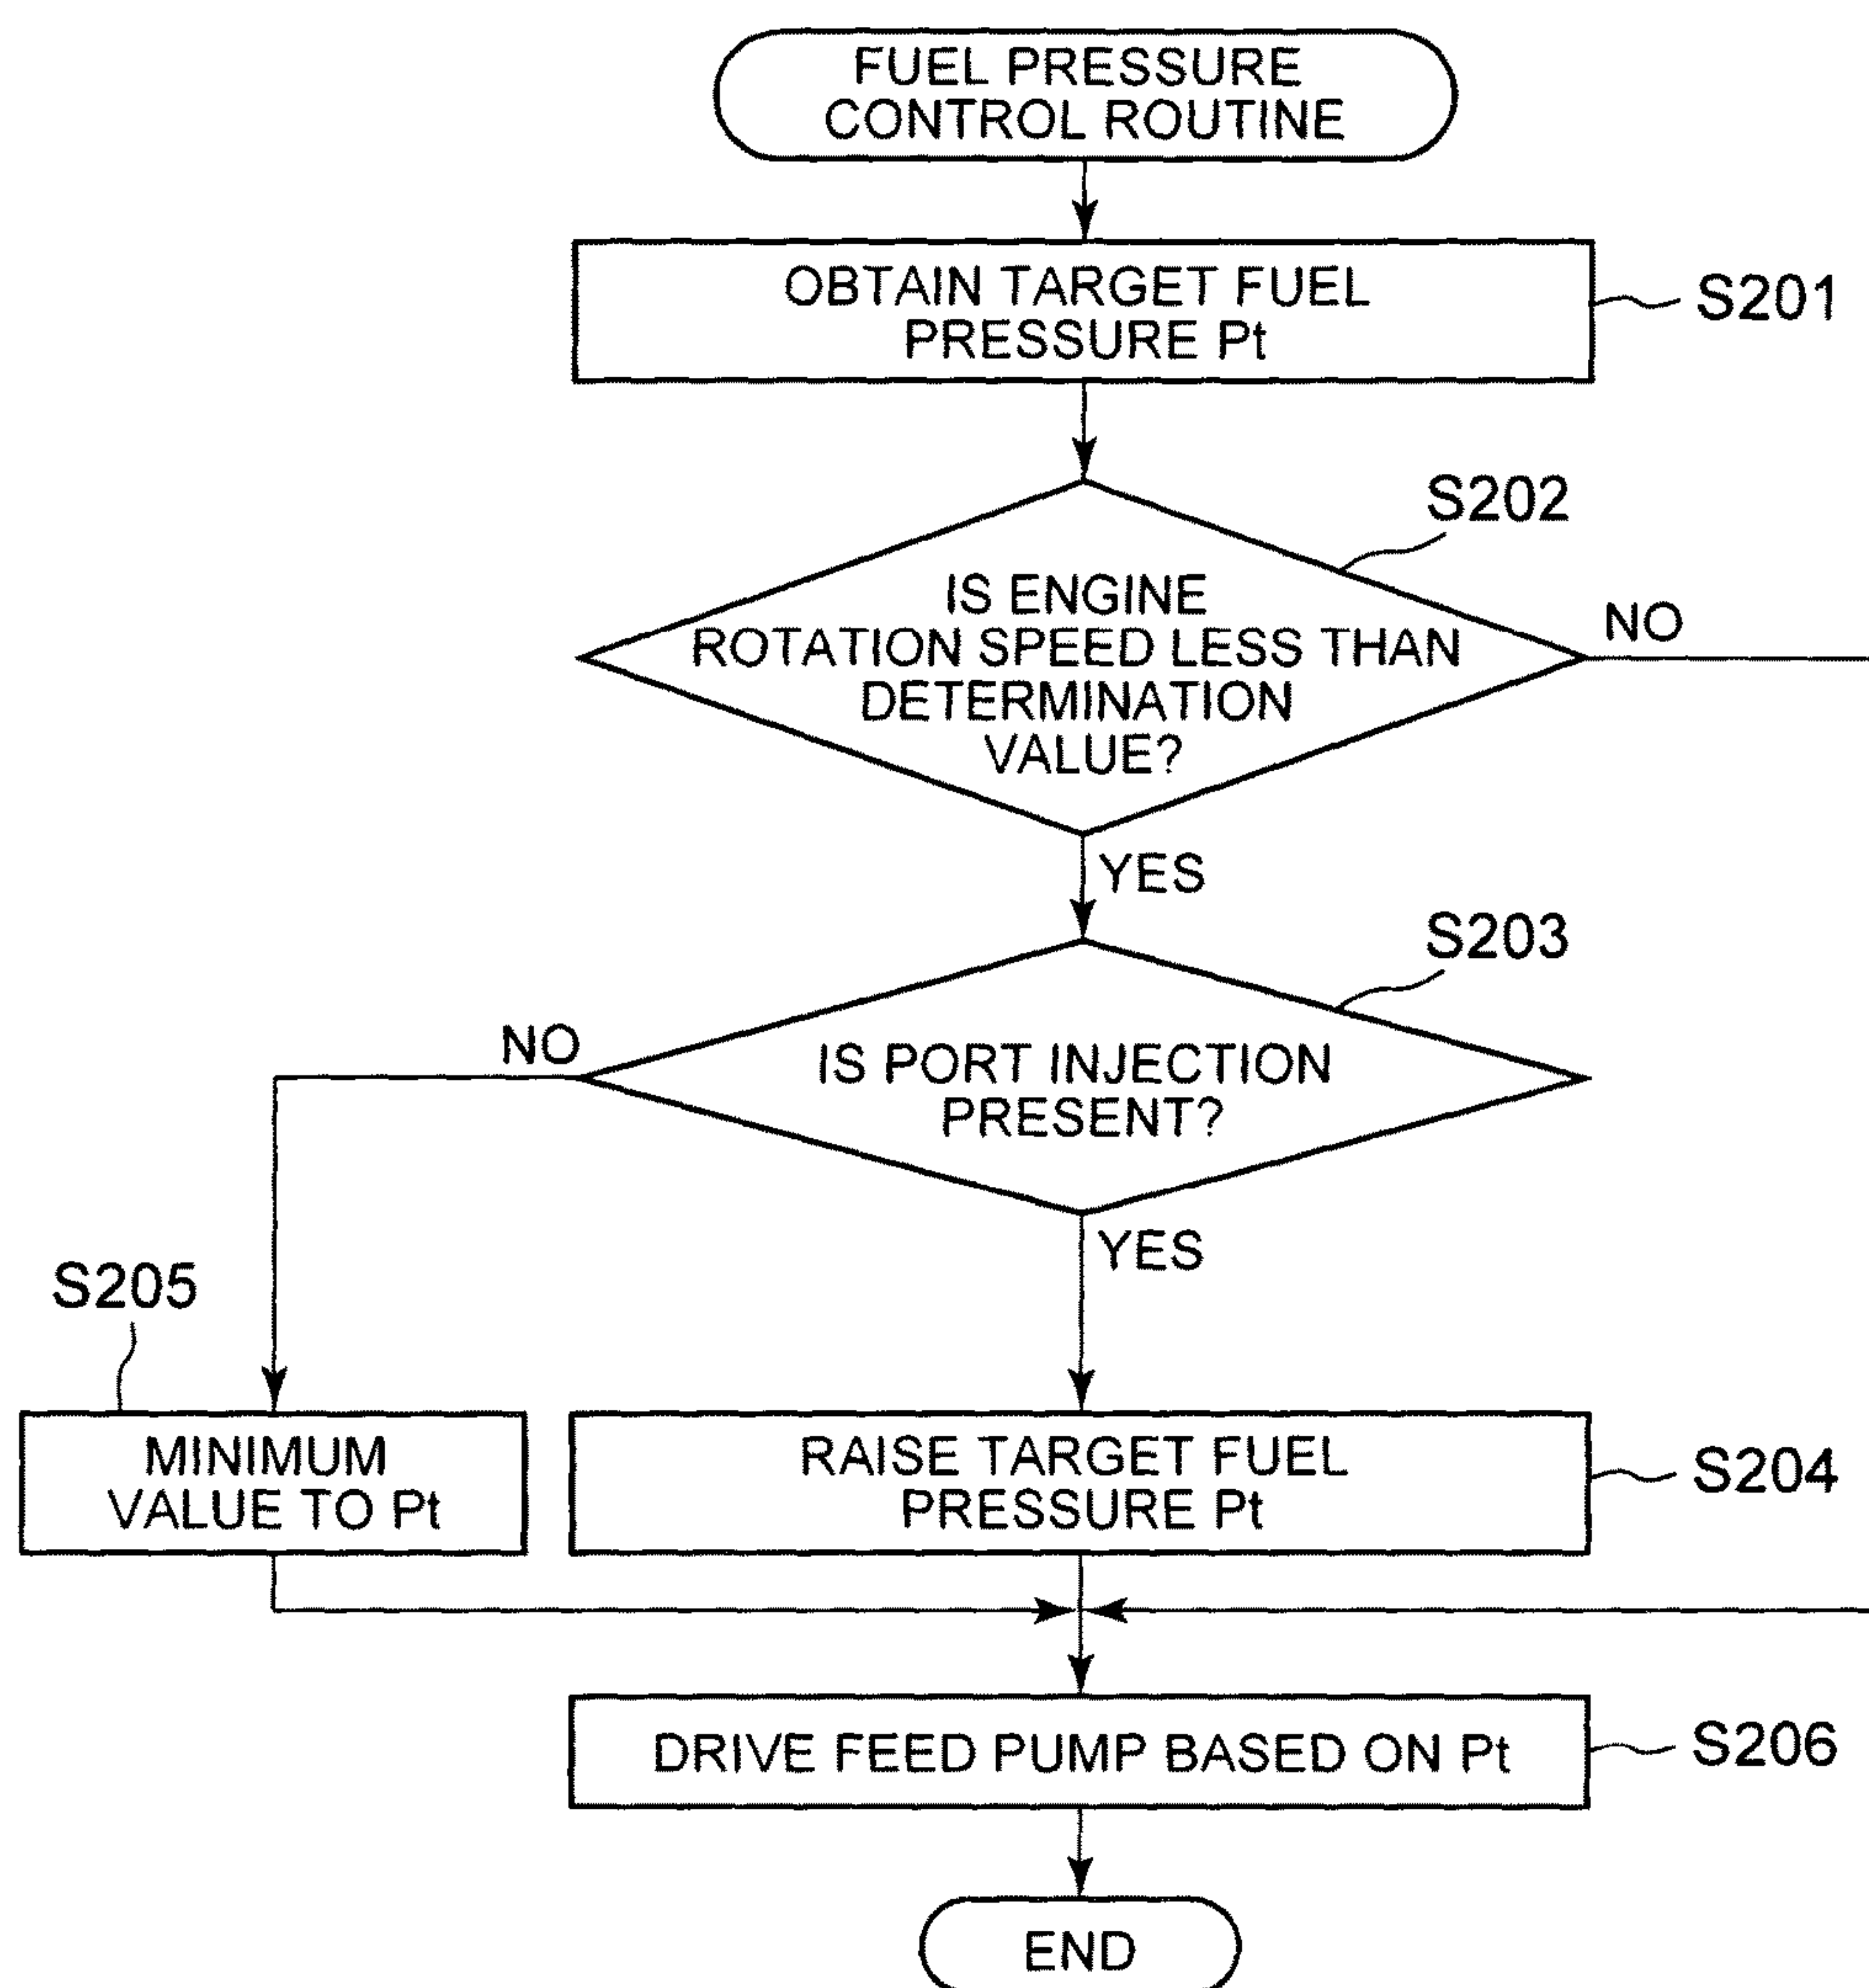 FUEL PRESSURE
CONTROL ROUTINE
OBTAIN TARGET FUEL
PRESSURE Pt
S201
S202
IS ENGINE
ROTATION SPEED LESS THAN
DETERMINATION
VALUE?
NO
YES
S203
IS PORT INJECTION
PRESENT?
NO
YES
S205
MINIMUM
VALUE TO Pt
RAISE TARGET FUEL
PRESSURE Pt
S204
DRIVE FEED PUMP BASED ON Pt
S206
END